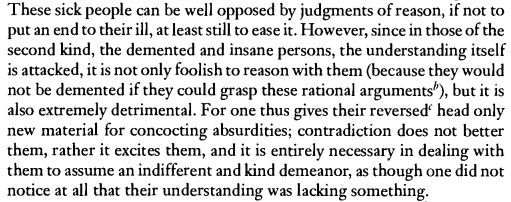 These sick people can be well opposed by judgments of reason, if not to
put an end to their ill, at least still to ease it. However, since in those of the
second kind, the demented and insane persons, the understanding itself
is attacked, it is not only foolish to reason with them (because they would
not be demented if they could grasp these rational argumentsᵇ), but it is
also extremely detrimental. For one thus gives their reversedᶜ head only
new material for concocting absurdities; contradiction does not better
them, rather it excites them, and it is entirely necessary in dealing with
them to assume an indifferent and kind demeanor, as though one did not
notice at all that their understanding was lacking something.